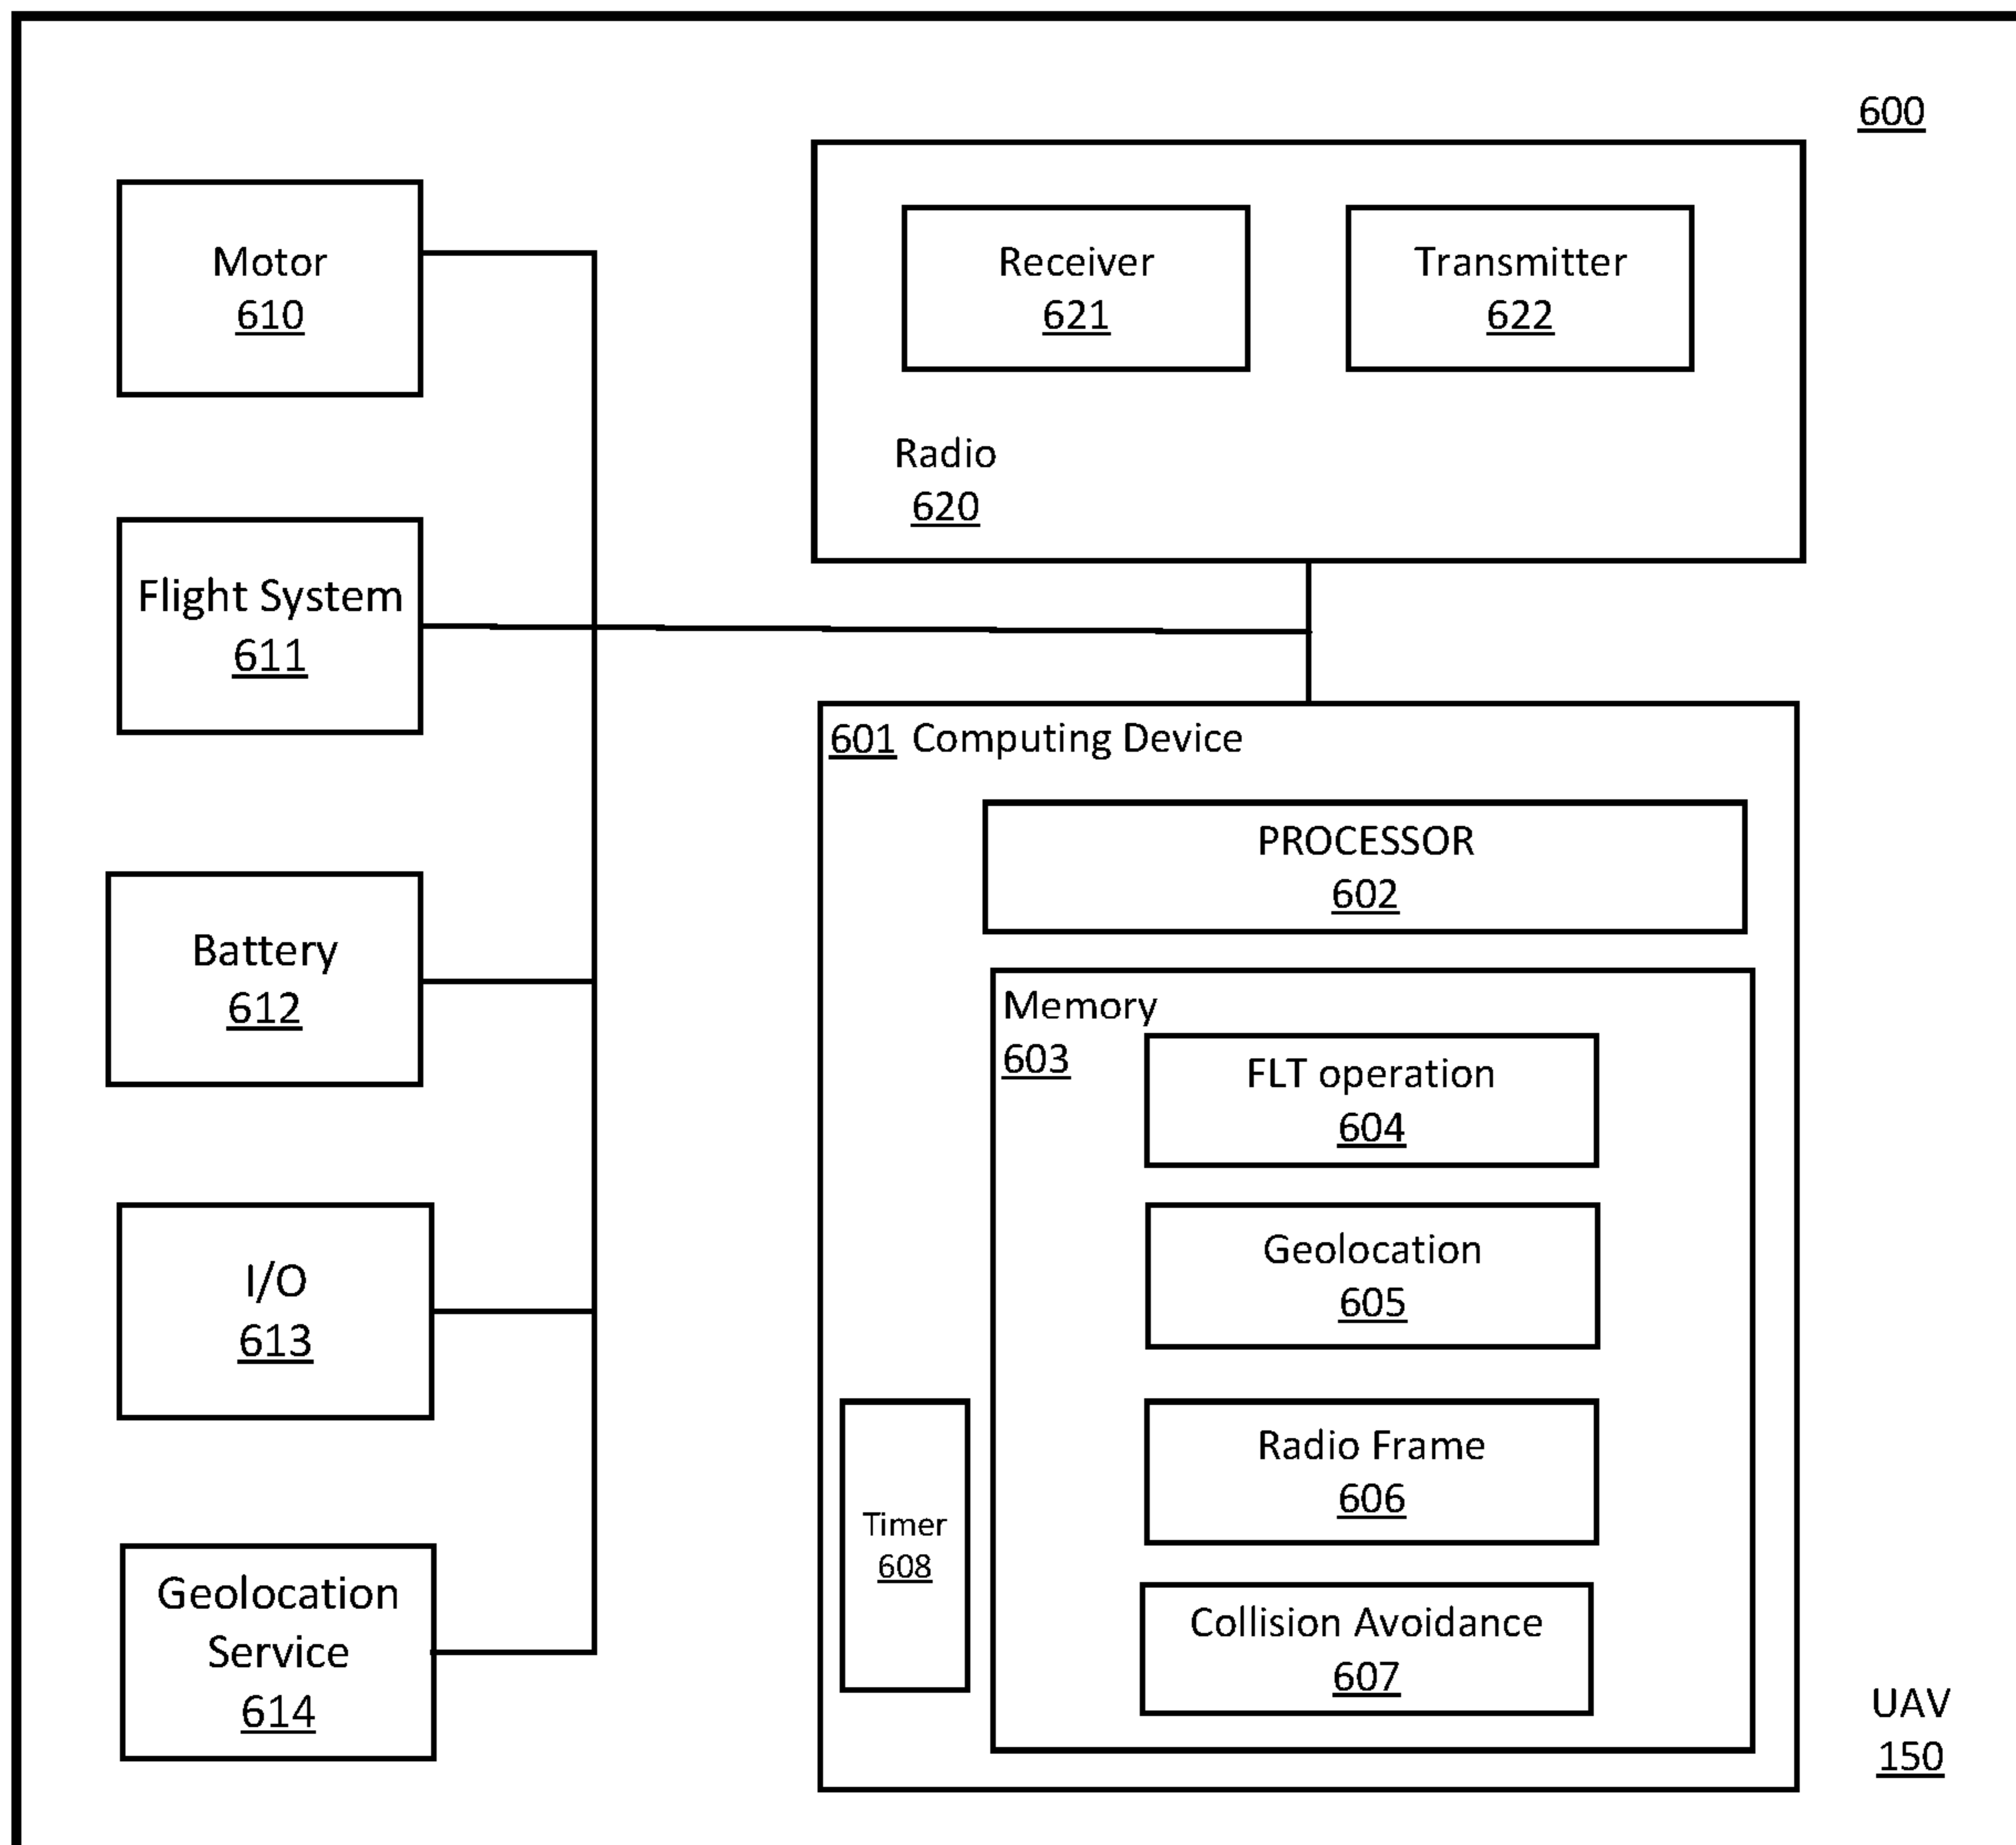 600
Motor
610
Flight System
611
Battery
612
I/O
613
Geolocation
Service
614
Receiver
621
Transmitter
622
Radio
620
601 Computing Device
PROCESSOR
602
Memory
603
FLT operation
604
Geolocation
605
Radio Frame
606
Collision Avoidance
607
Timer
608
UAV
150